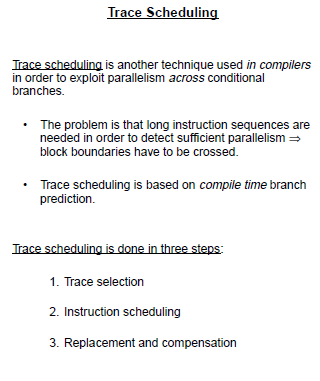 Trace Scheduling
Trace scheduling is another technique used in compilers
in order to exploit parallelism across conditional
branches.
• The problem is that long instruction sequences are
needed in order to detect sufficient parallelism ⇒
block boundaries have to be crossed.
• Trace scheduling is based on compile time branch
prediction.
Trace scheduling is done in three steps:
1. Trace selection
2. Instruction scheduling
3. Replacement and compensation